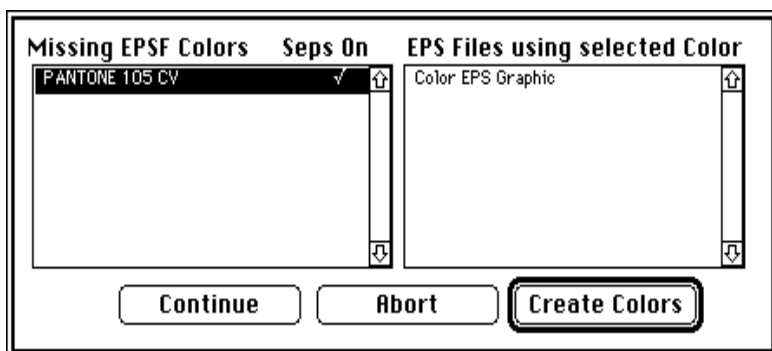 Missing EPSF Colors Seps On EPS Files using selected Color
PANTONE 105 CV √ Color EPS Graphic
Continue Abort Create Colors